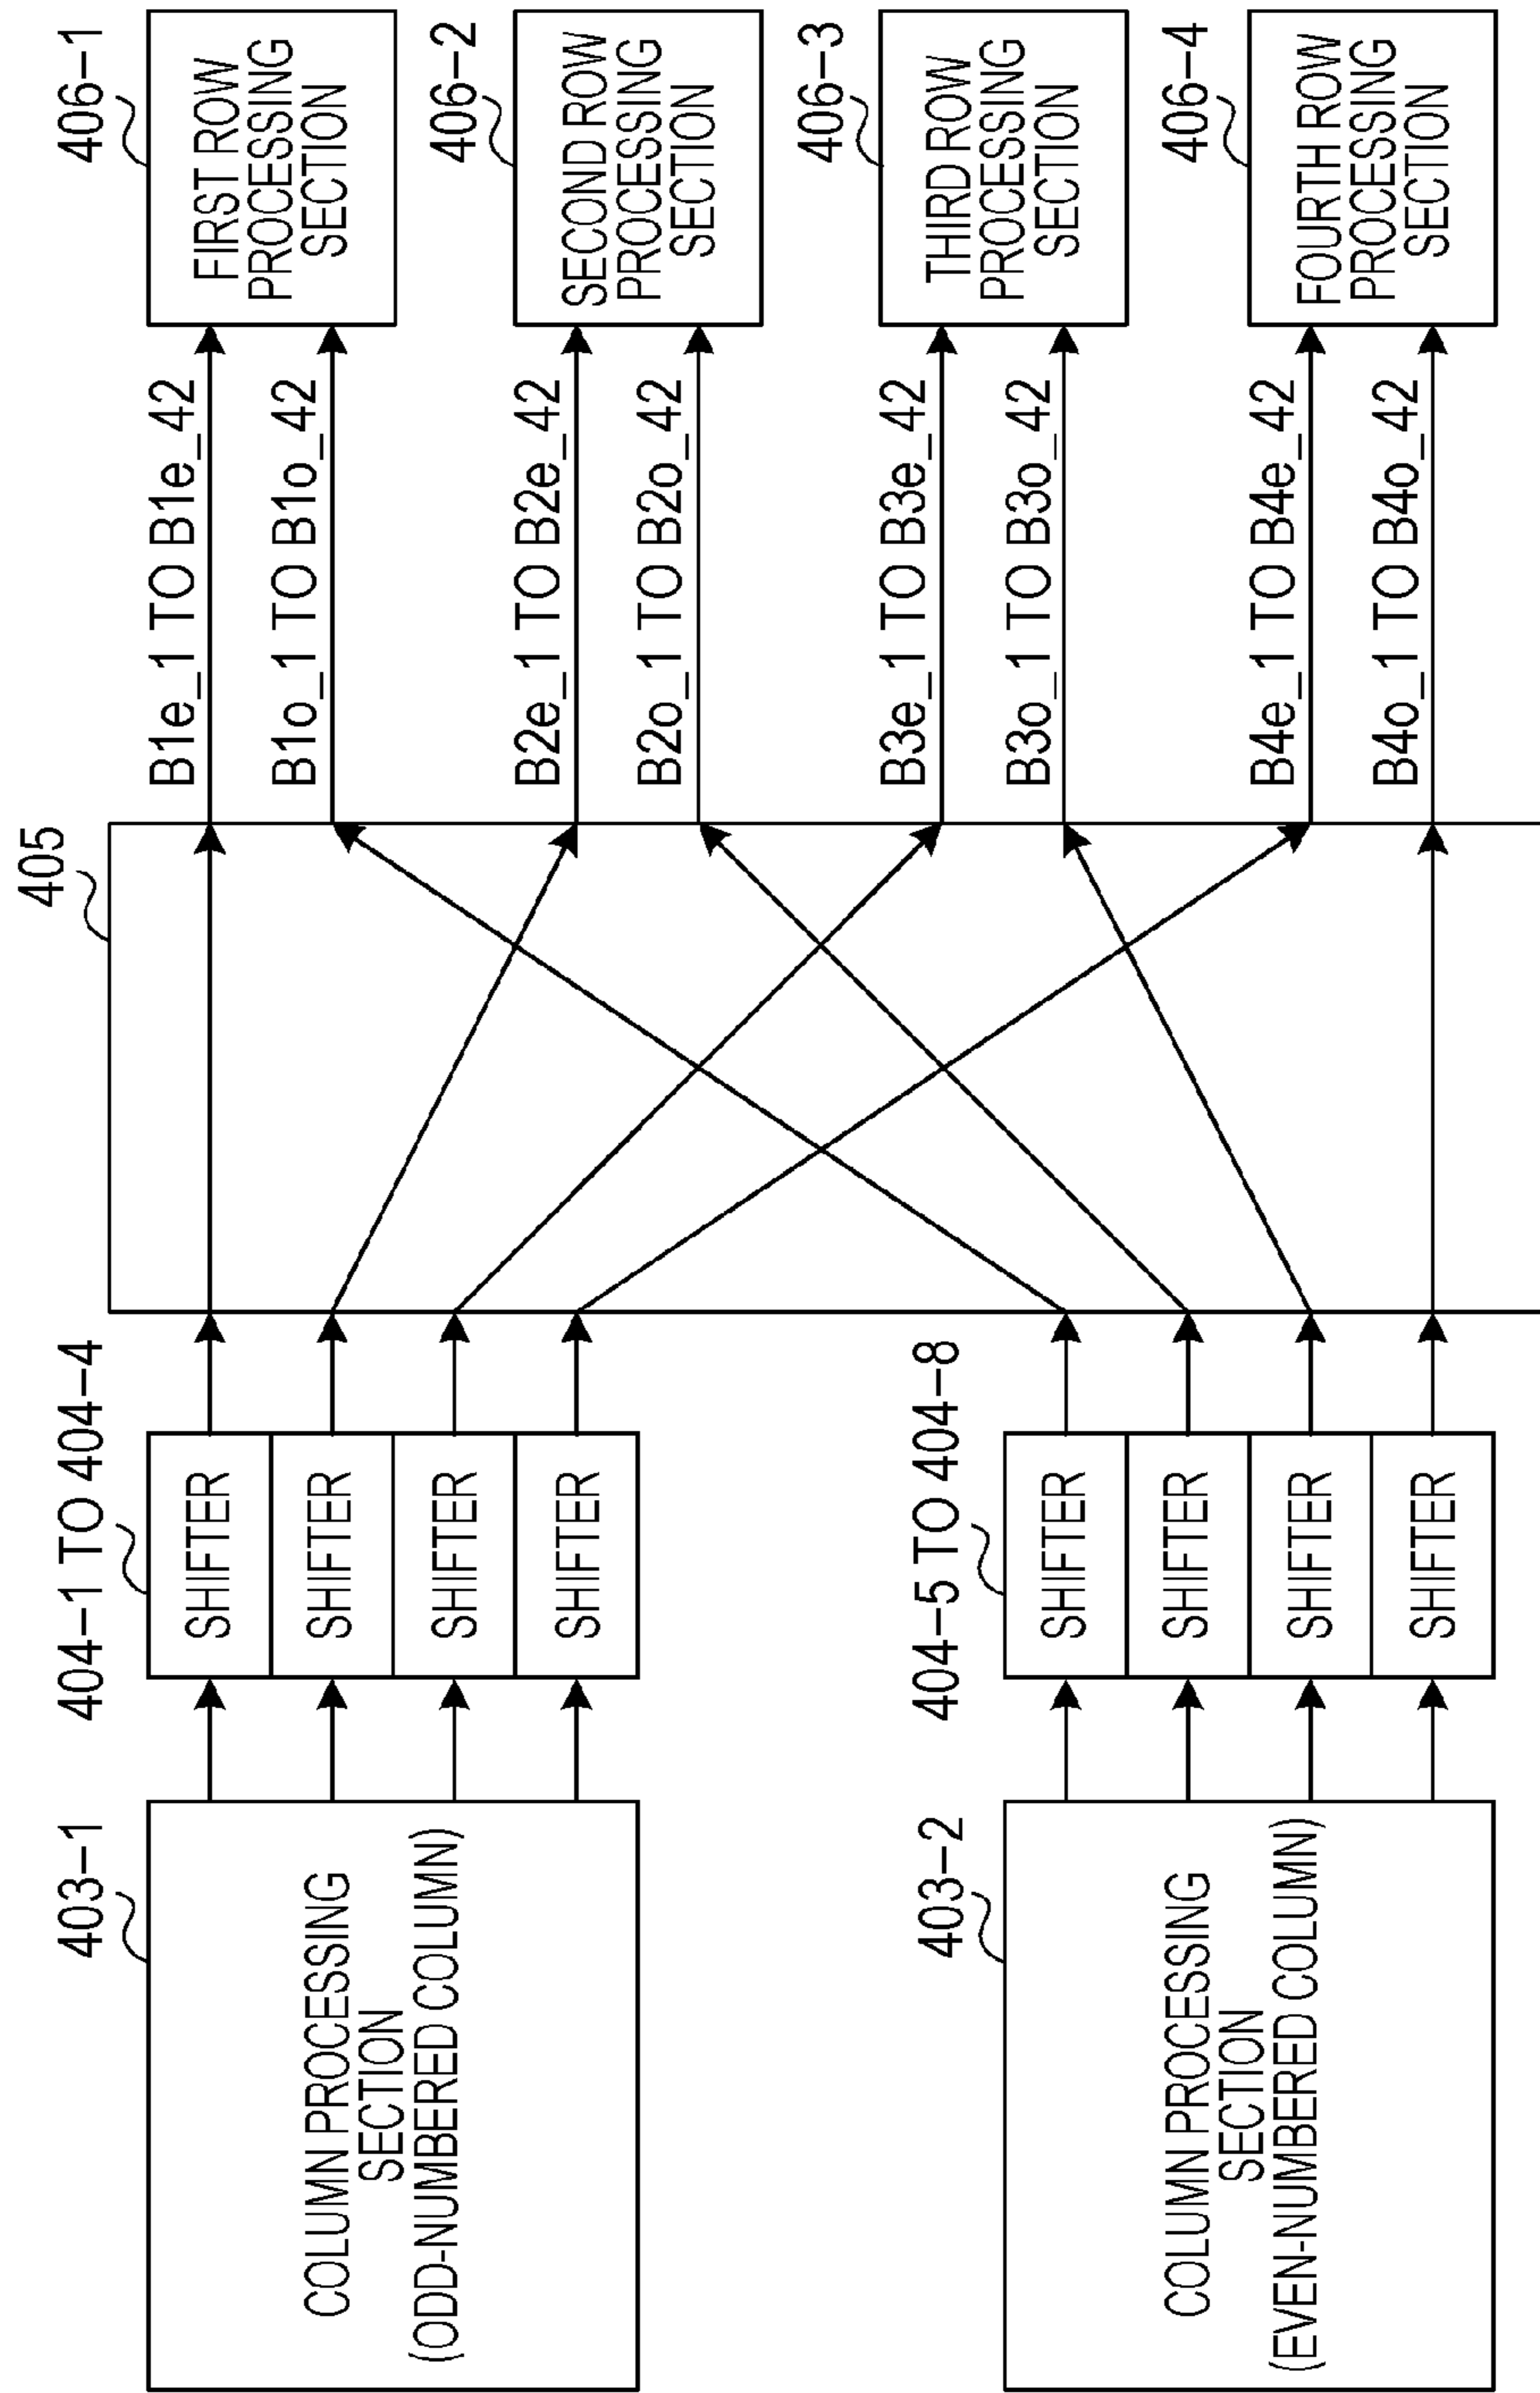 403-1
COLUMN PROCESSING
SECTION
(ODD-NUMBERED COLUMN)
403-2
COLUMN PROCESSING
SECTION
(EVEN-NUMBERED COLUMN)
404-1 TO 404-4
SHIFTER
SHIFTER
SHIFTER
SHIFTER
404-5 TO 404-8
SHIFTER
SHIFTER
SHIFTER
SHIFTER
405
B1e_1 TO B1e_42
B1o_1 TO B1o_42
B2e_1 TO B2e_42
B2o_1 TO B2o_42
B3e_1 TO B3e_42
B3o_1 TO B3o_42
B4e_1 TO B4e_42
B4o_1 TO B4o_42
406-1
FIRST ROW
PROCESSING
SECTION
406-2
SECOND ROW
PROCESSING
SECTION
406-3
THIRD ROW
PROCESSING
SECTION
406-4
FOURTH ROW
PROCESSING
SECTION